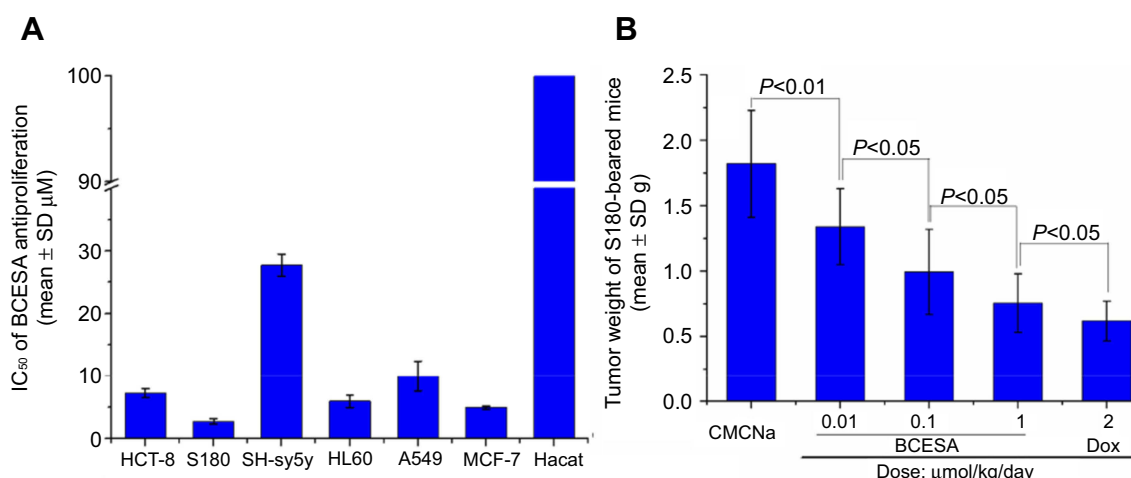 A
IC50 of BCESA antiproliferation
(mean ± SD μM)
100
90
30
20
10
0
HCT-8 S180 SH-sy5y HL60 A549 MCF-7 Hacat
B
Tumor weight of S180-beared mice
(mean ± SD g)
2.5
2.0
1.5
1.0
0.5
0.0
P<0.01
P<0.05
P<0.05
P<0.05
CMCNa 0.01 0.1 1 2
BCESA Dox
Dose: μmol/kg/day